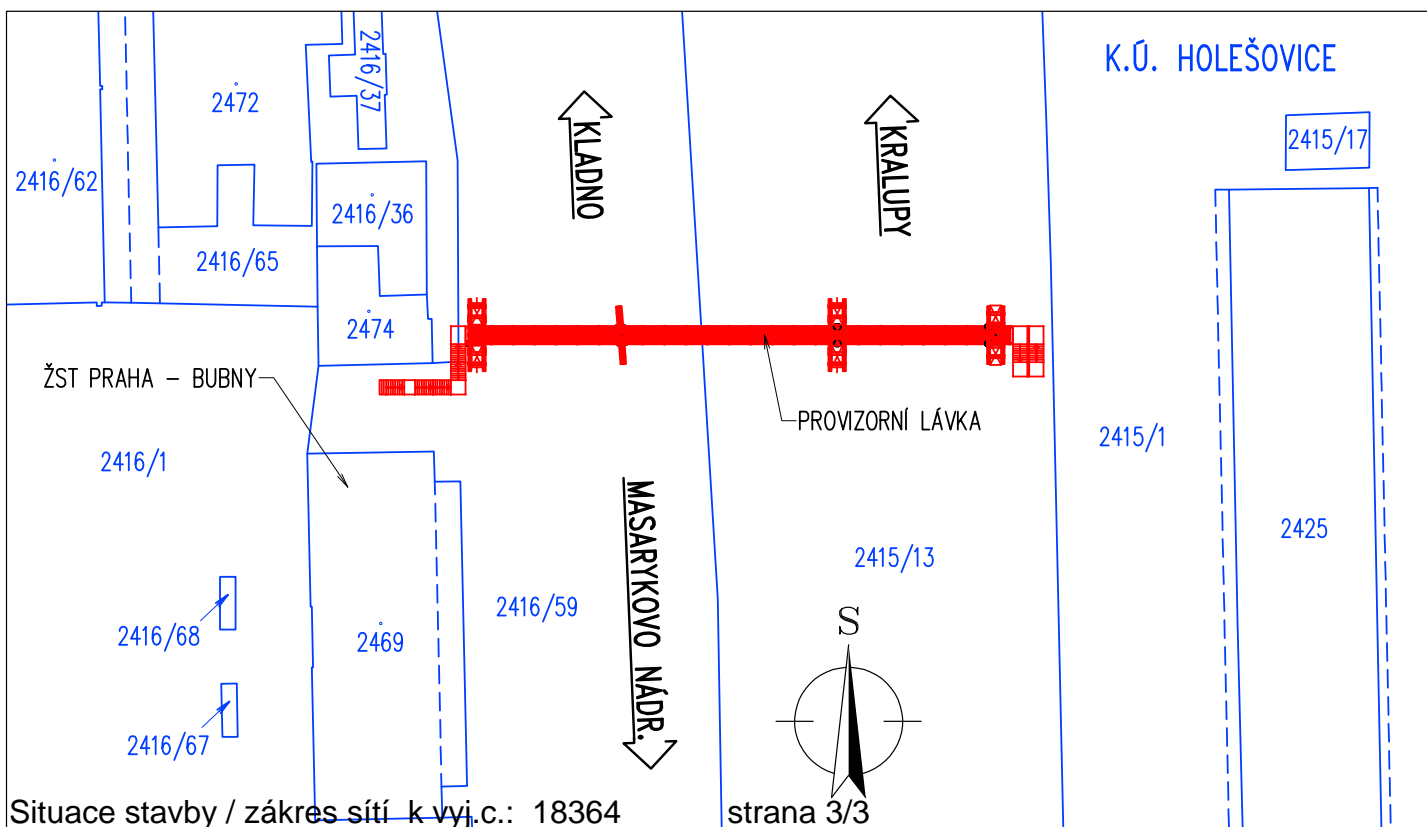 K.Ú. HOLEŠOVICE
2472
2416/37
2416/62
2416/36
2416/65
2474
KLADNO
KRALUPY
2415/17
ŽST PRAHA – BUBNY
PROVIZORNÍ LÁVKA
2416/1
2415/1
MASARYKOVO NÁDR.
2425
2415/13
2416/59
2416/68
2469
S
2416/67
Situace stavby / zákres sítí k vyj.c.: 18364
strana 3/3